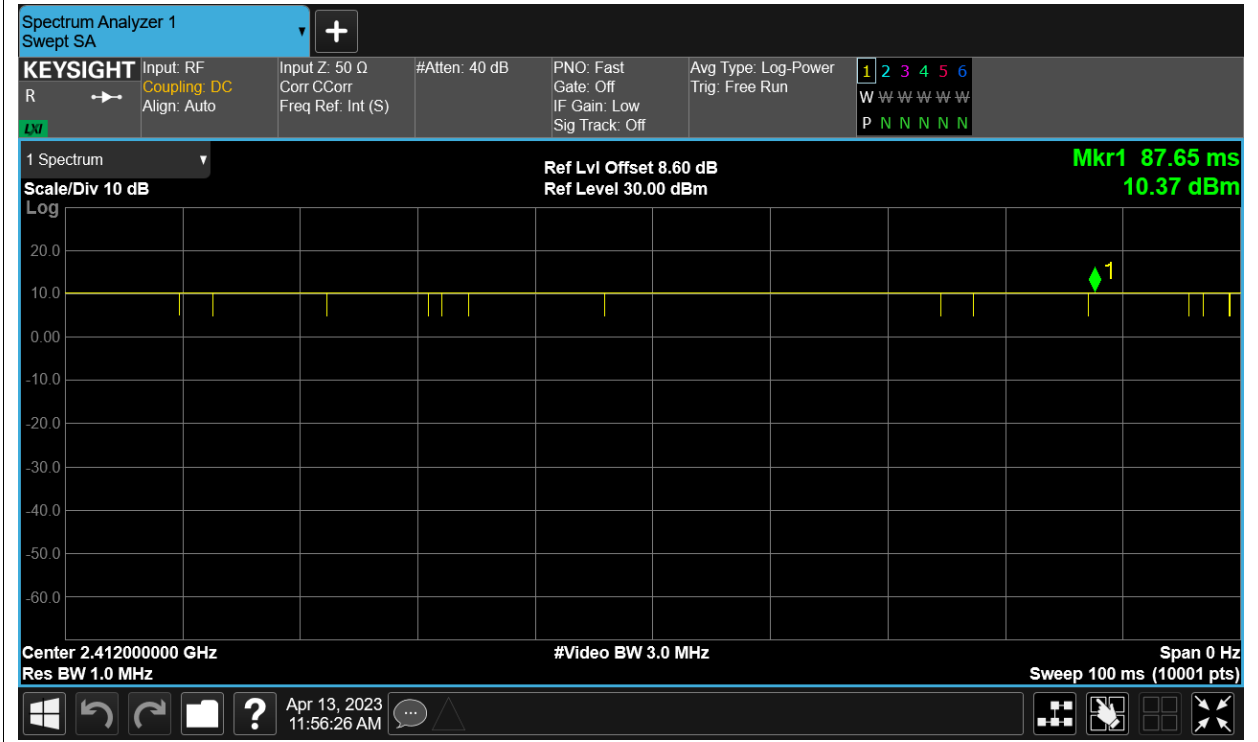 Spectrum Analyzer 1
Swept SA
+
KEYSIGHT
R
LXI
Input: RF
Coupling: DC
Align: Auto
Input Z: 50 Ω
Corr CCorr
Freq Ref: Int (S)
#Atten: 40 dB
PNO: Fast
Gate: Off
IF Gain: Low
Sig Track: Off
Avg Type: Log-Power
Trig: Free Run
1 2 3 4 5 6
W W W W W W
P N N N N N
1 Spectrum
Scale/Div 10 dB
Log
Ref Lvl Offset 8.60 dB
Ref Level 30.00 dBm
Mkr1 87.65 ms
10.37 dBm
20.0
10.0
0.00
-10.0
-20.0
-30.0
-40.0
-50.0
-60.0
1
Center 2.412000000 GHz
Res BW 1.0 MHz
#Video BW 3.0 MHz
Span 0 Hz
Sweep 100 ms (10001 pts)
?
Apr 13, 2023
11:56:26 AM